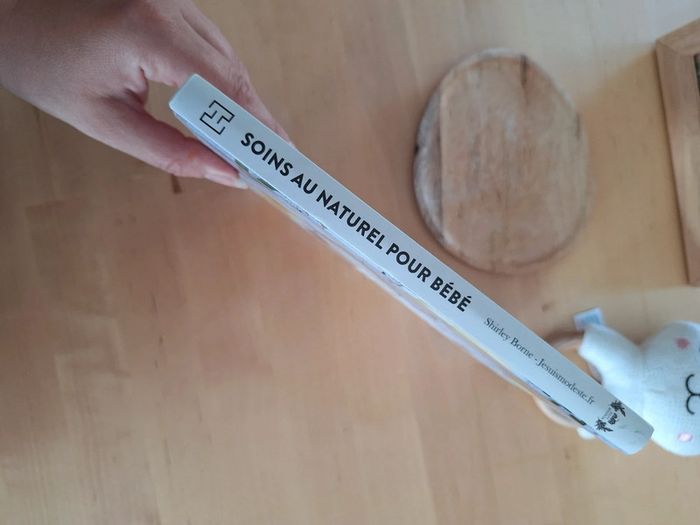 SOINS AU NATUREL POUR BÉBÉ
Shirley Borne - Jesuismodeste.fr